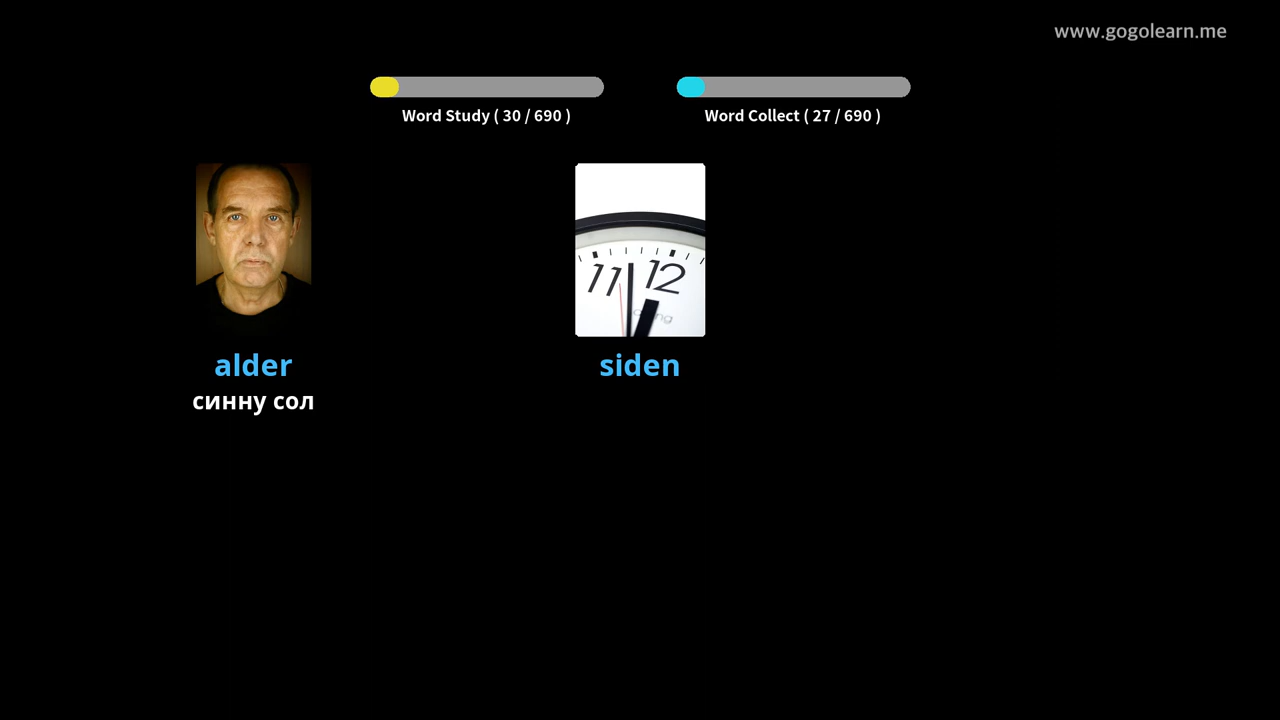 www.gogolearn.me
Word Study ( 30 / 690 )
Word Collect ( 27 / 690 )
11 12
alder
siden
синну сол